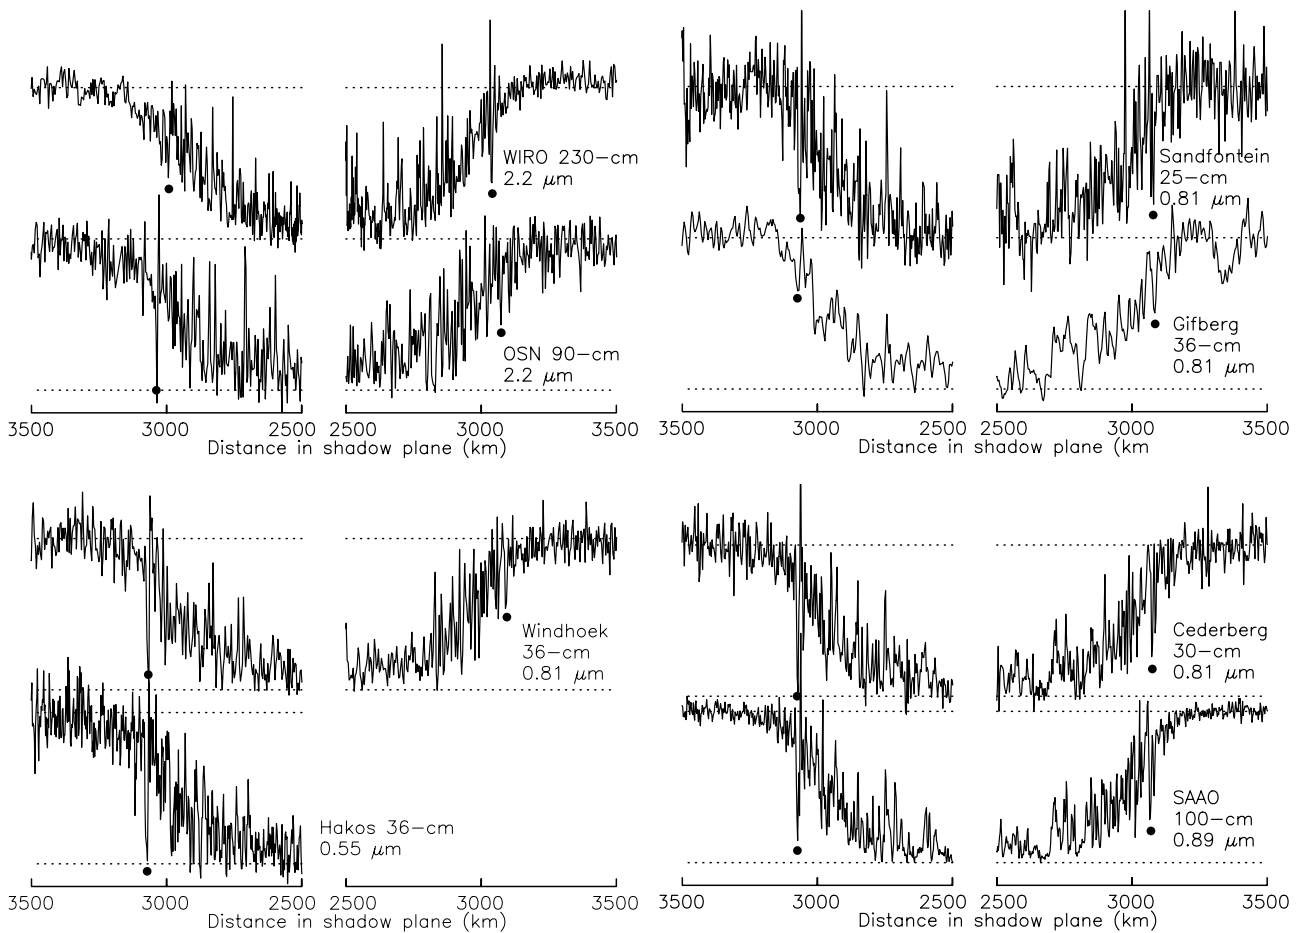 WIRO 230-cm
2.2 μm
OSN 90-cm
2.2 μm
3500 3000 2500 2500 3000 3500
Distance in shadow plane (km)
Sandfontein
25-cm
0.81 μm
Gifberg
36-cm
0.81 μm
3500 3000 2500 2500 3000 3500
Distance in shadow plane (km
Windhoek
36-cm
0.81 μm
Hakos 36-cm
0.55 μm
3500 3000 2500 2500 3000 3500
Distance in shadow plane (km)
Cederberg
30-cm
0.81 μm
SAAO
100-cm
0.89 μm
3500 3000 2500 2500 3000 3500
Distance in shadow plane (km)